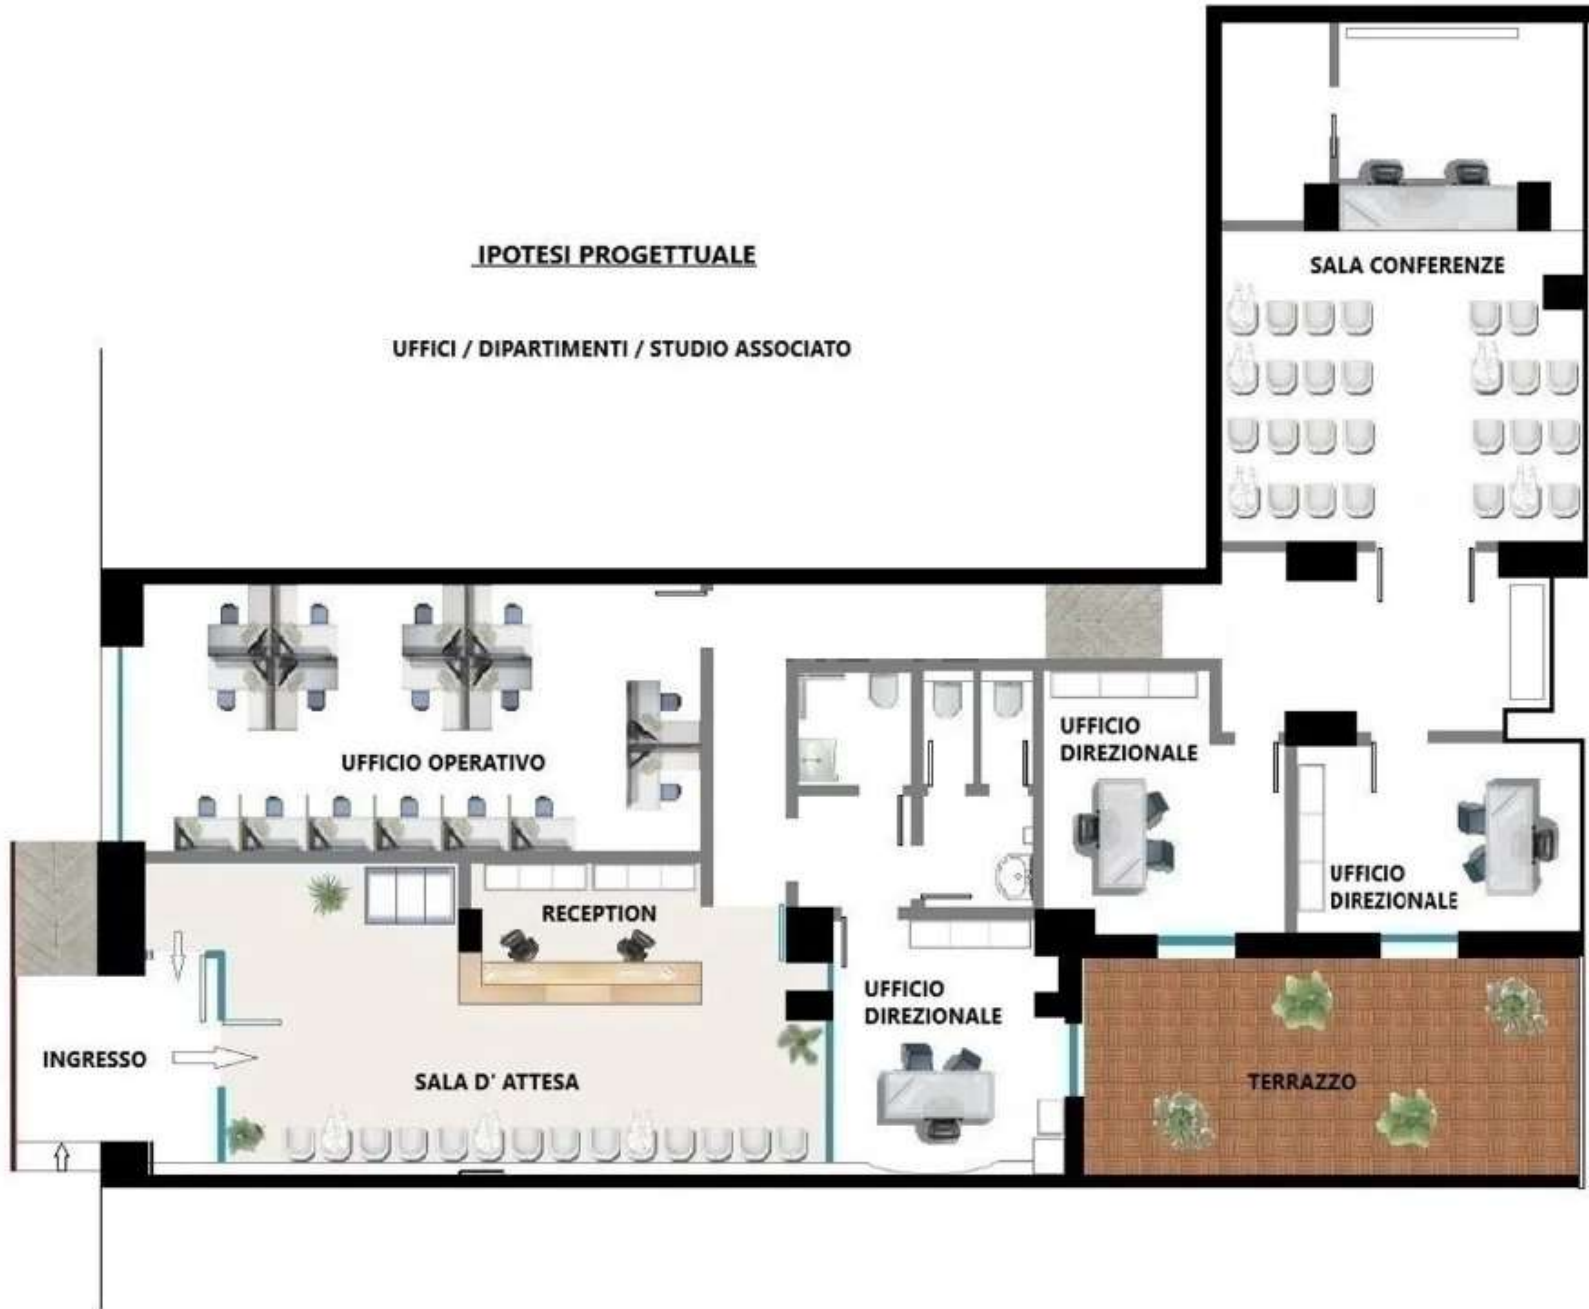 IPOTESI PROGETTUALE
UFFICI / DIPARTIMENTI / STUDIO ASSOCIATO
SALA CONFERENZE
UFFICIO OPERATIVO
UFFICIO
DIREZIONALE
UFFICIO
DIREZIONALE
RECEPTION
UFFICIO
DIREZIONALE
INGRESSO
SALA D' ATTESA
TERRAZZO